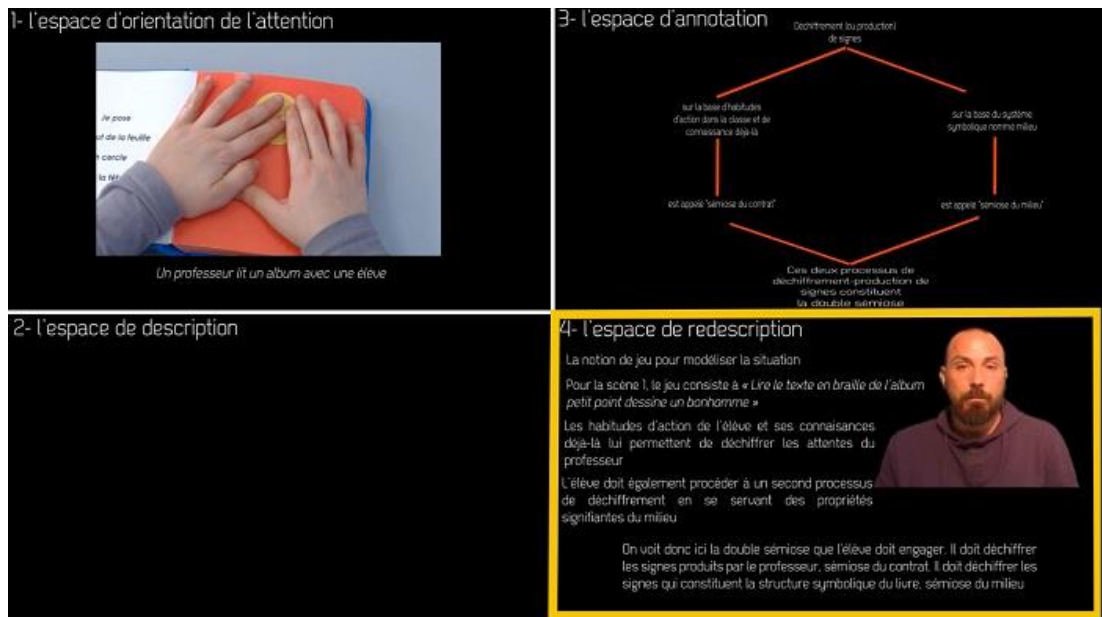 1- l'espace d'orientation de l'attention
Je pose
de la feuille
cercle
la
Un professeur lit un album avec une élève
3- l'espace d'annotation
Déchiffrement (ou production)
de signes
sur la base d'habitudes
d'action dans la classe et de
connaissance déjà-là
sur la base du système
symbolique nommé milieu
est appelé "sémiose du contrat"
est appelé "sémiose du milieu"
Ces deux processus de
déchiffrement-production de
signes constituent
la double sémiose
2- l'espace de description
4- l'espace de redescription
La notion de jeu pour modéliser la situation
Pour la scène 1, le jeu consiste à « Lire le texte en braille de l'album
petit point dessine un bonhomme »
Les habitudes d'action de l'élève et ses connaisances
déjà-là lui permettent de déchiffrer les attentes du
professeur
L'élève doit également procéder à un second processus
de déchiffrement en se servant des propriétés
signifiantes du milieu
On voit donc ici la double sémiose que l'élève doit engager. Il doit déchiffrer
les signes produits par le professeur, sémiose du contrat. Il doit déchiffrer les
signes qui constituent la structure symbolique du livre, sémiose du milieu